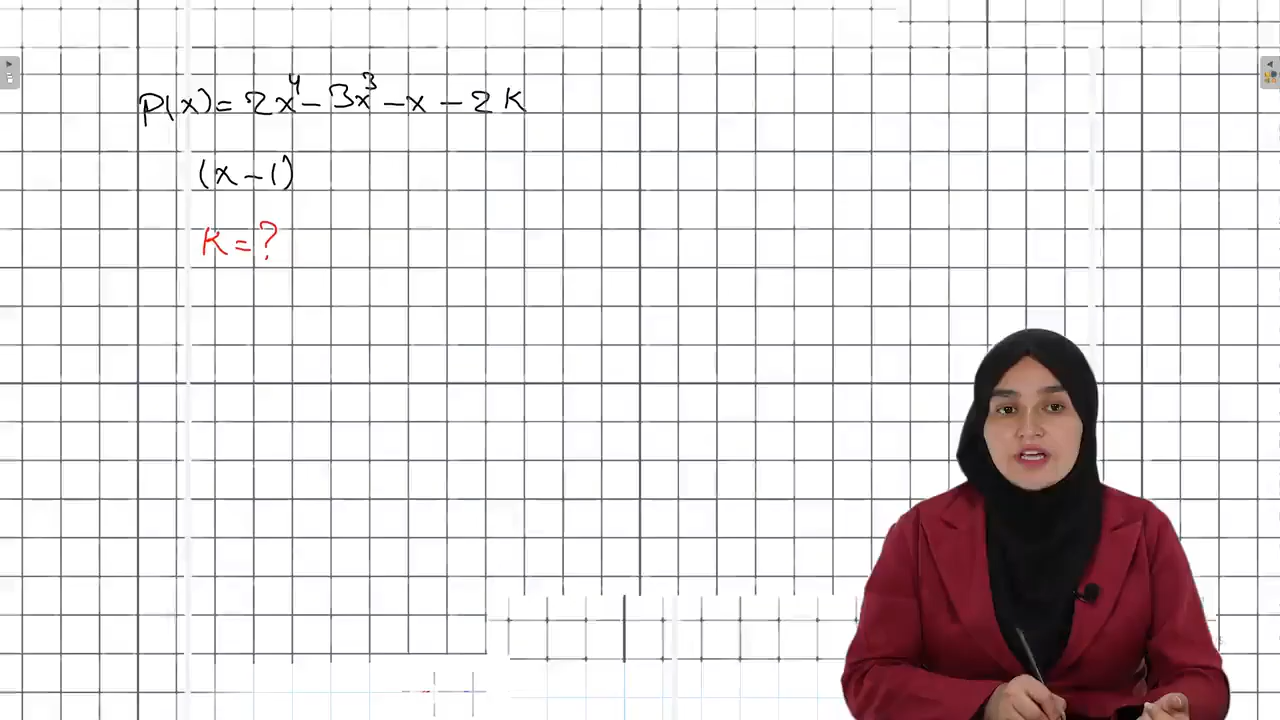 P(x) = 2x⁴ - 3x³ - x - 2K
(x - 1)
K = ?